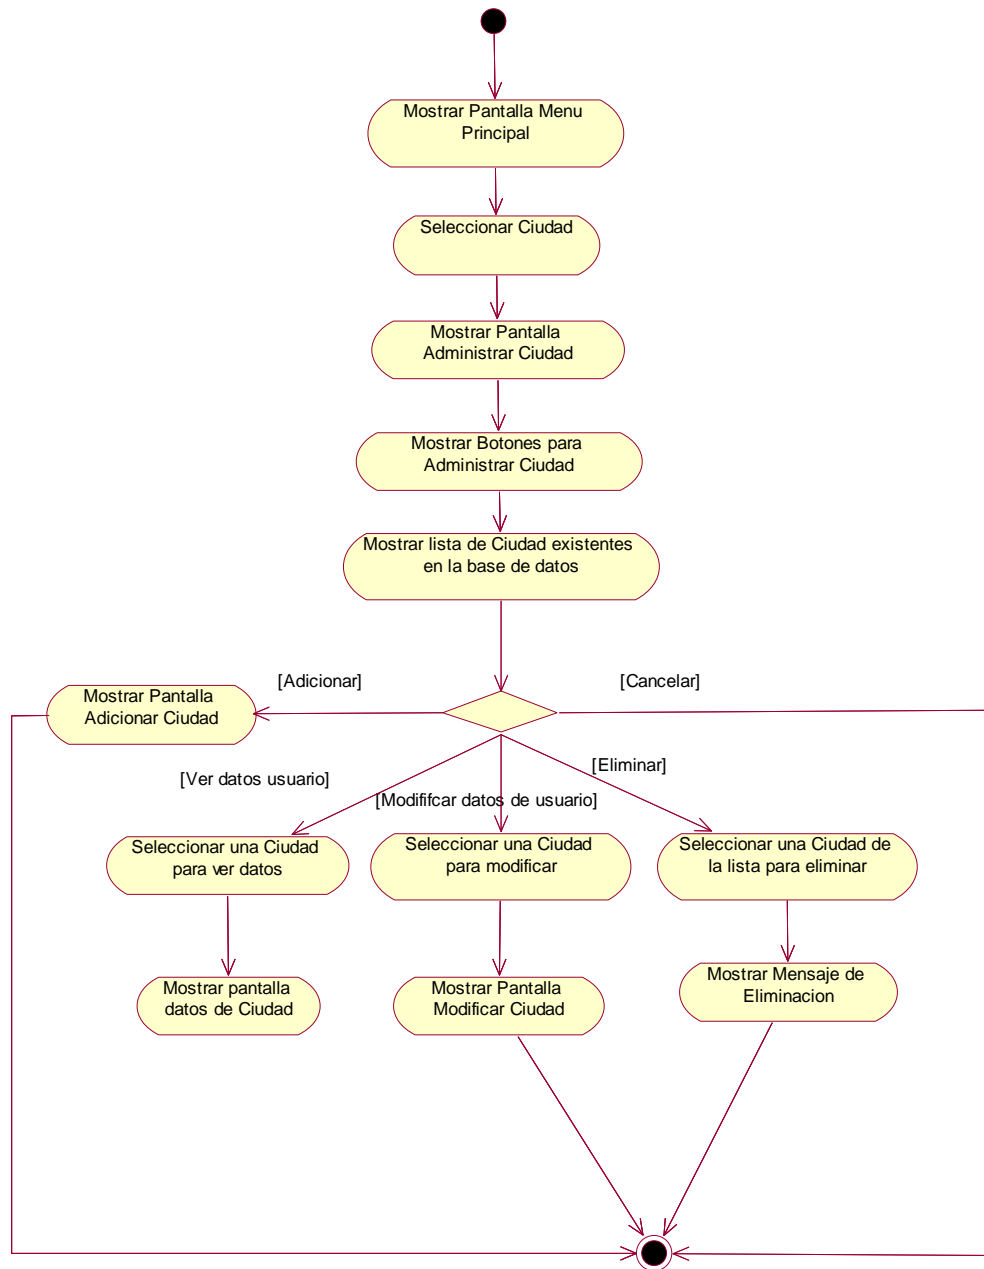 Mostrar Pantalla Menu
Principal
Seleccionar Ciudad
Mostrar Pantalla
Administrar Ciudad
Mostrar Botones para
Administrar Ciudad
Mostrar lista de Ciudad existentes
en la base de datos
[Adicionar]
[Cancelar]
Mostrar Pantalla
Adicionar Ciudad
[Ver datos usuario]
[Modififcar datos de usuario]
[Eliminar]
Seleccionar una Ciudad
para ver datos
Seleccionar una Ciudad
para modificar
Seleccionar una Ciudad de
la lista para eliminar
Mostrar pantalla
datos de Ciudad
Mostrar Pantalla
Modificar Ciudad
Mostrar Mensaje de
Eliminacion